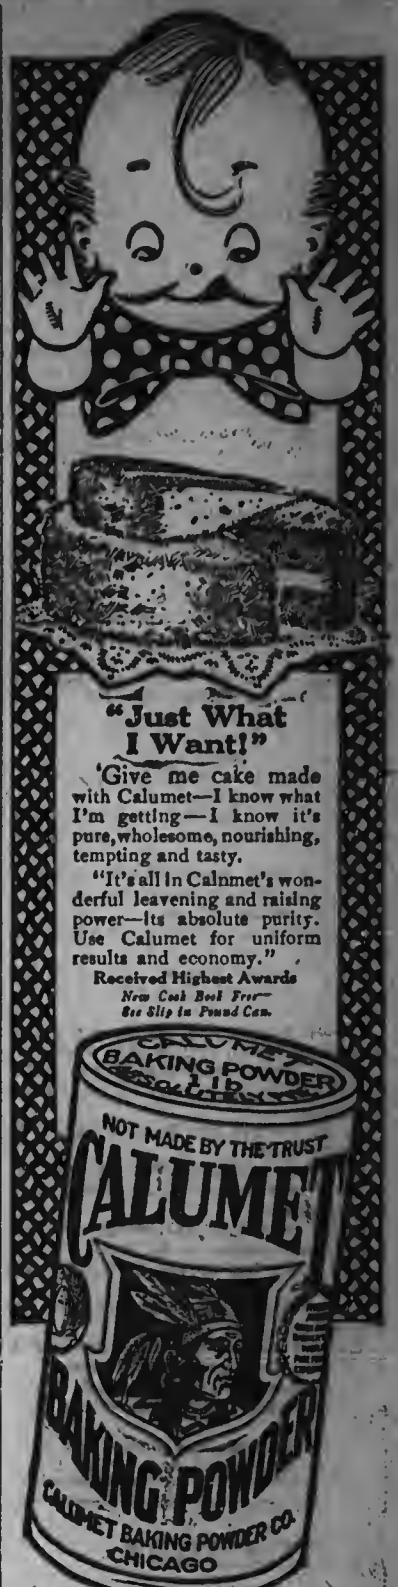 "Just What
I Want!"
'Give me cake made
with Calumet—I know what
I'm getting—I know it's
pure, wholesome, nourishing,
tempting and tasty.
"It's all in Calnmet's won-
derful leavening and raising
power—its absolute purity.
Use Calumet for uniform
results and economy."
Received Highest Awards
New Cook Book Free—
See Slip in Pound Can.
CALUMET
BAKING POWDER
1 lb
NOT MADE BY THE TRUST
CALUMET
BAKING POWDER
CALUMET BAKING POWDER CO.
CHICAGO